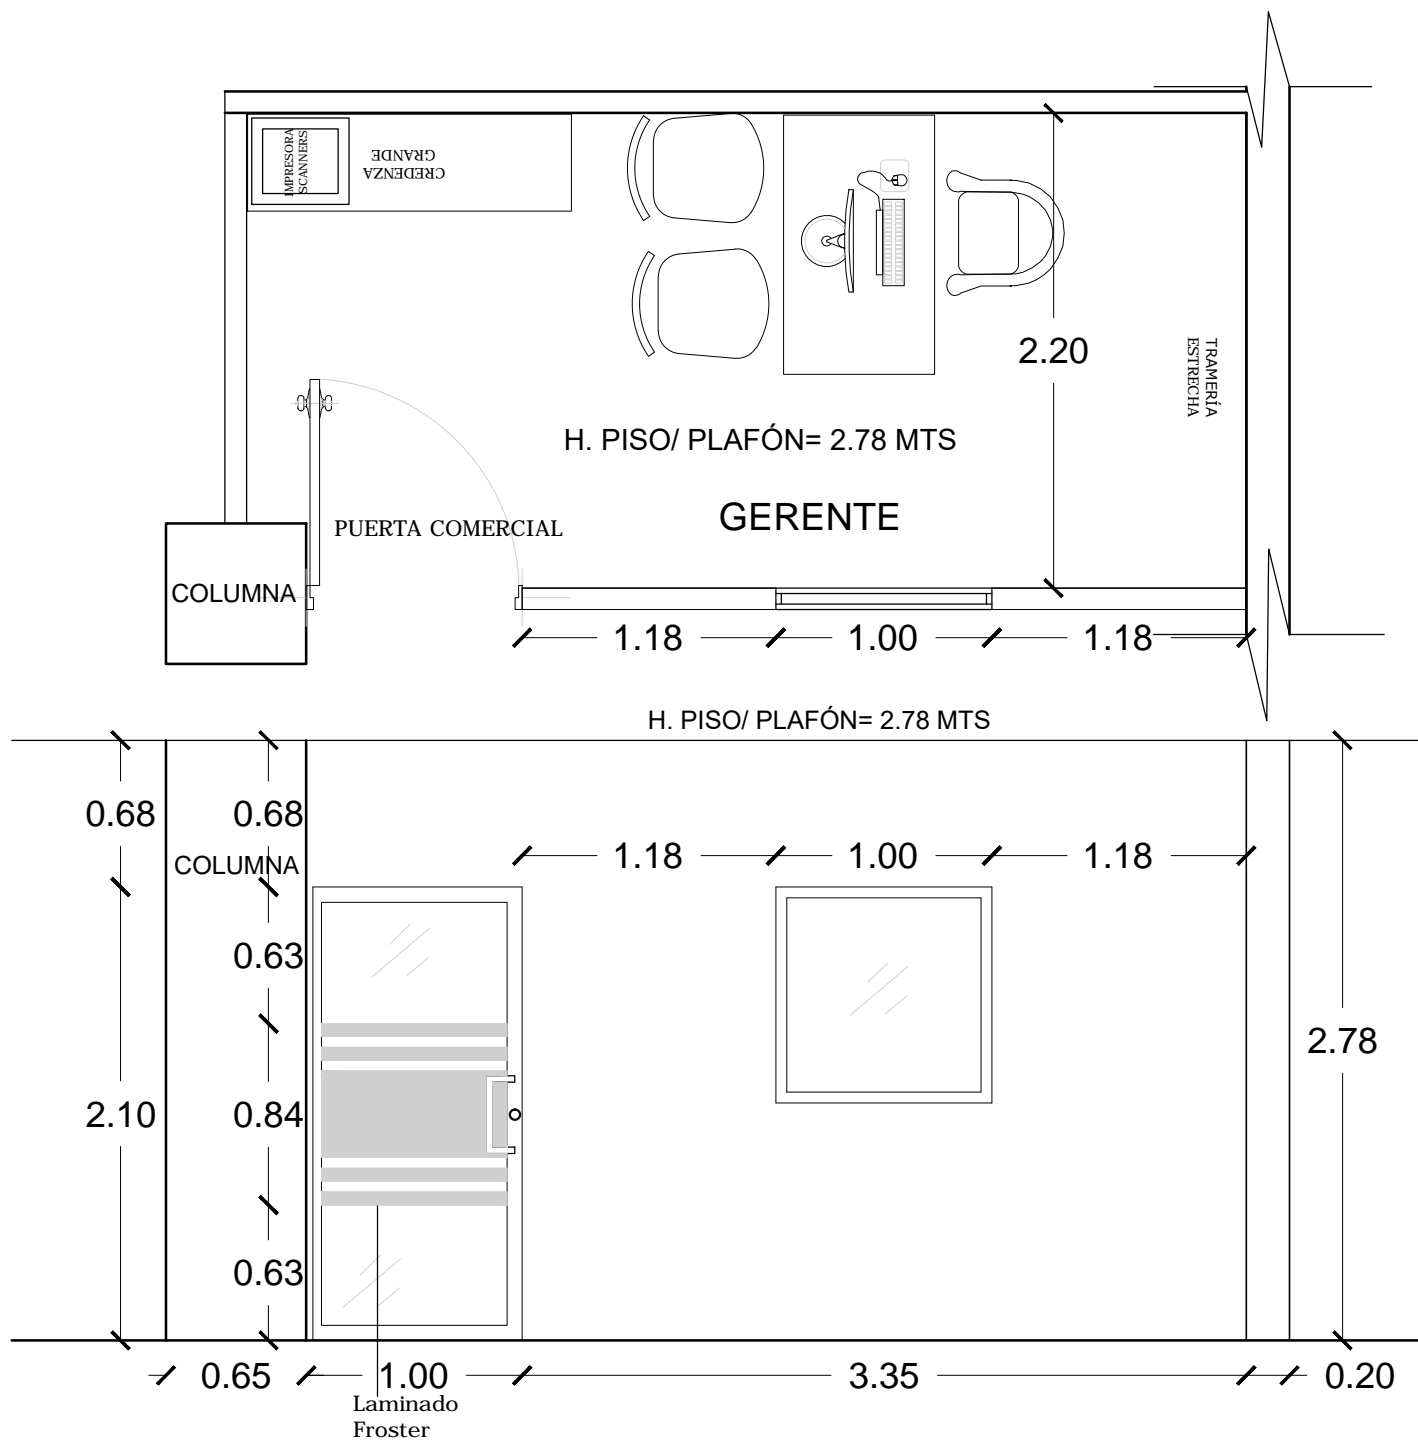 IMPRESORA
SCANNERS
CREDENZA
GRANDE
2.20
TRAMERÍA
ESTRECHA
H. PISO/ PLAFÓN= 2.78 MTS
GERENTE
PUERTA COMERCIAL
COLUMNA
1.18
1.00
1.18
H. PISO/ PLAFÓN= 2.78 MTS
0.68
0.68
COLUMNA
1.18
1.00
1.18
0.63
2.78
2.10
0.84
0.63
0.65
1.00
3.35
0.20
Laminado
Froster